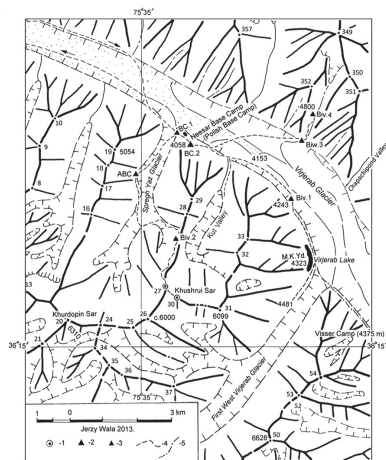 75°35'
349
357
350
351
352
4800
Biv.4
10
9
8
19 5054
18
17
16
ABC
BC.1
Neesar Base Camp
(Polish Base Camp)
4058
BC.2
Biv.3
4153
Virjerab Glacier
Chapchipond Valley
Spregh Yaz Glacier
28
29
Kut. Valley
Biv.2
4243
Biv.1
33
32
M.K.Yd.
4323
Virjerab Lake
13
27
30
Khushrui Sar
Khurdopin Sar
20
6310
24
25
26
c.6000
31
6099
4481
Visser Camp (4375 m)
36°15'
36°15'
21
34
35
36
37
First West Virjerab Glacier
54
53
52
6628
50
75°35'
1 0 3 km
Jerzy Wala 2013.
-1 -2 -3 -4 -5